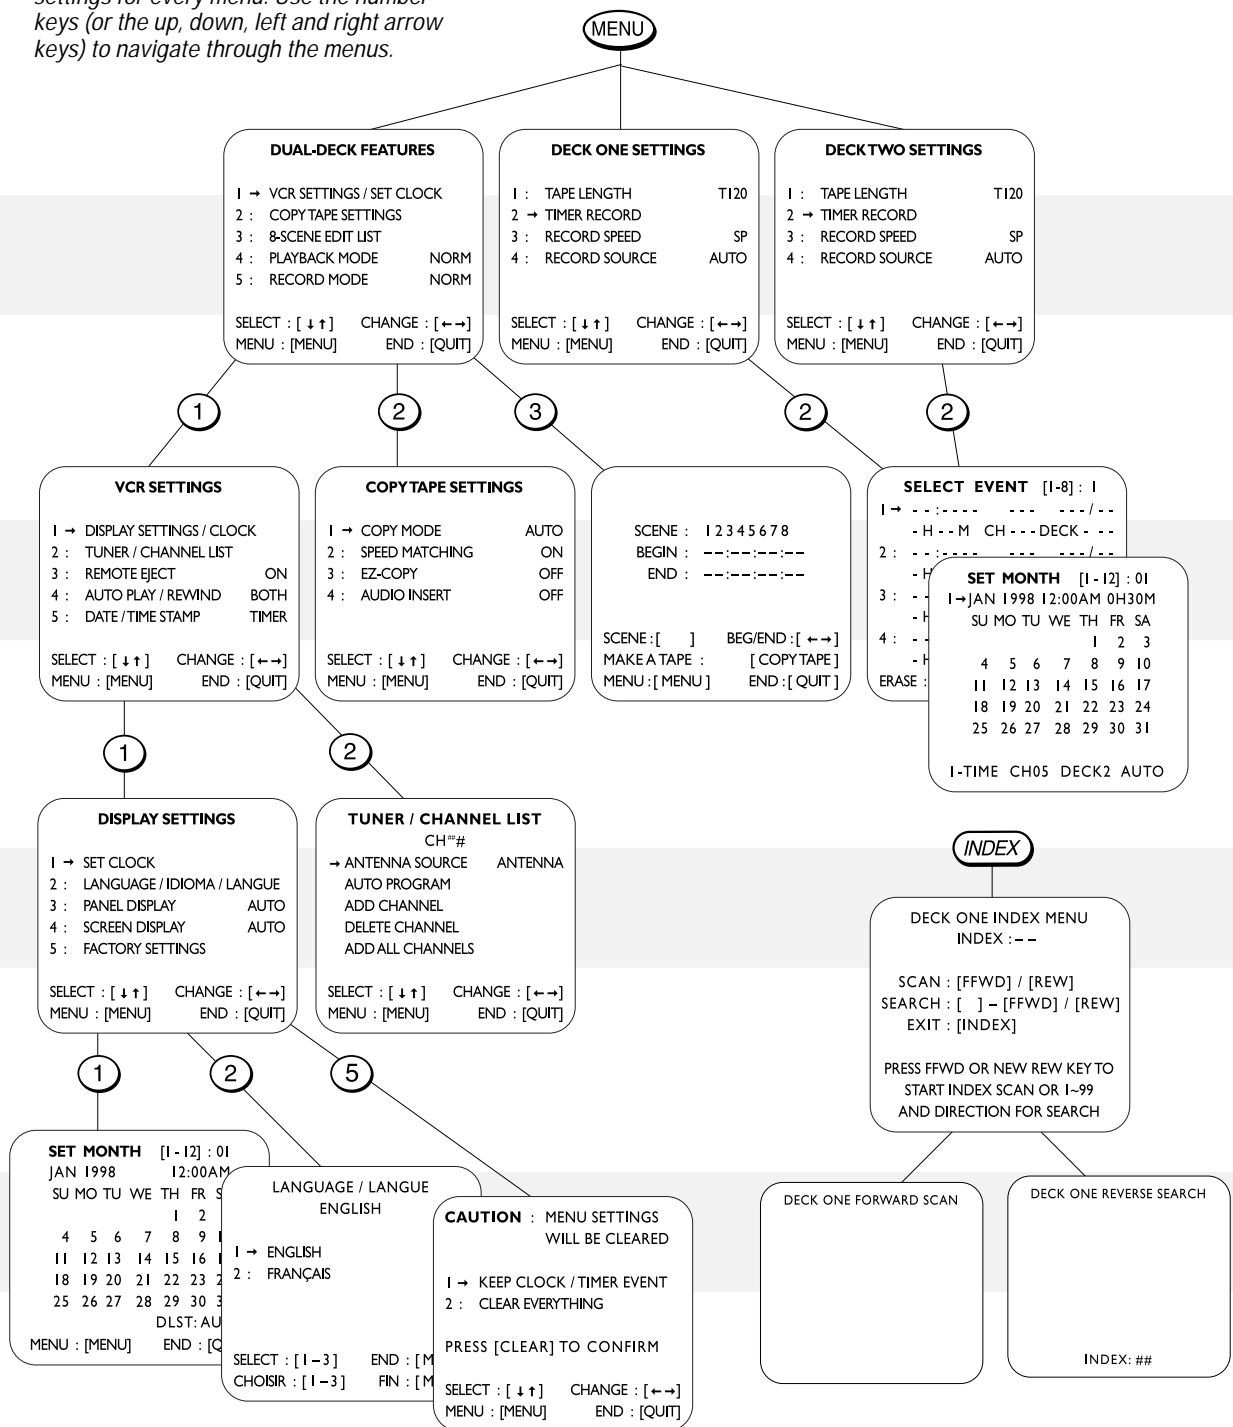 settings for every menu. Use the number
keys (or the up, down, left and right arrow
keys) to navigate through the menus.
MENU
DUAL-DECK FEATURES
1 → VCR SETTINGS / SET CLOCK
2 : COPY TAPE SETTINGS
3 : 8-SCENE EDIT LIST
4 : PLAYBACK MODE NORM
5 : RECORD MODE NORM
SELECT : [ ↓ ↑ ] CHANGE : [←→]
MENU : [MENU] END : [QUIT]
DECK ONE SETTINGS
1 : TAPE LENGTH T120
2 → TIMER RECORD
3 : RECORD SPEED SP
4 : RECORD SOURCE AUTO
SELECT : [ ↓ ↑ ] CHANGE : [←→]
MENU : [MENU] END : [QUIT]
DECK TWO SETTINGS
1 : TAPE LENGTH T120
2 → TIMER RECORD
3 : RECORD SPEED SP
4 : RECORD SOURCE AUTO
SELECT : [ ↓ ↑ ] CHANGE : [←→]
MENU : [MENU] END : [QUIT]
1
2
3
2
2
VCR SETTINGS
1 → DISPLAY SETTINGS / CLOCK
2 : TUNER / CHANNEL LIST
3 : REMOTE EJECT ON
4 : AUTO PLAY / REWIND BOTH
5 : DATE / TIME STAMP TIMER
SELECT : [ ↓ ↑ ] CHANGE : [←→]
MENU : [MENU] END : [QUIT]
COPY TAPE SETTINGS
1 → COPY MODE AUTO
2 : SPEED MATCHING ON
3 : EZ-COPY OFF
4 : AUDIO INSERT OFF
SELECT : [ ↓ ↑ ] CHANGE : [←→]
MENU : [MENU] END : [QUIT]
SCENE : 1 2 3 4 5 6 7 8
BEGIN : --:--:--:--
END : --:--:--:--
SCENE : [ ] BEG/END : [ ←→]
MAKE A TAPE : [ COPY TAPE ]
MENU : [ MENU ] END : [ QUIT ]
SELECT EVENT [1-8] : 1
1 → - - : - - - - - - - - - - / - -
- H - - M CH - - - DECK - - -
2 : - - : - - - - - - - - - - / - -
- H
3 : - -
- H
4 : - -
- H
ERASE :
SET MONTH [1 - 12] : 01
1→JAN 1998 12:00AM 0H30M
SU MO TU WE TH FR SA
1 2 3
4 5 6 7 8 9 10
11 12 13 14 15 16 17
18 19 20 21 22 23 24
25 26 27 28 29 30 31
1-TIME CH05 DECK2 AUTO
1
2
DISPLAY SETTINGS
1 → SET CLOCK
2 : LANGUAGE / IDIOMA / LANGUE
3 : PANEL DISPLAY AUTO
4 : SCREEN DISPLAY AUTO
5 : FACTORY SETTINGS
SELECT : [ ↓ ↑ ] CHANGE : [←→]
MENU : [MENU] END : [QUIT]
TUNER / CHANNEL LIST
CH###
→ ANTENNA SOURCE ANTENNA
AUTO PROGRAM
ADD CHANNEL
DELETE CHANNEL
ADD ALL CHANNELS
SELECT : [ ↓ ↑ ] CHANGE : [←→]
MENU : [MENU] END : [QUIT]
INDEX
DECK ONE INDEX MENU
INDEX : – –
SCAN : [FFWD] / [REW]
SEARCH : [ ] – [FFWD] / [REW]
EXIT : [INDEX]
PRESS FFWD OR NEW REW KEY TO
START INDEX SCAN OR 1~99
AND DIRECTION FOR SEARCH
1
2
5
SET MONTH [1 - 12] : 01
JAN 1998 12:00AM
SU MO TU WE TH FR S
1 2
4 5 6 7 8 9 1
11 12 13 14 15 16 1
18 19 20 21 22 23 2
25 26 27 28 29 30 3
DLST: AU
MENU : [MENU] END : [Q
LANGUAGE / LANGUE
ENGLISH
1 → ENGLISH
2 : FRANÇAIS
SELECT : [ 1 – 3 ] END : [ M
CHOISIR : [ 1 – 3 ] FIN : [ M
CAUTION : MENU SETTINGS
WILL BE CLEARED
1 → KEEP CLOCK / TIMER EVENT
2 : CLEAR EVERYTHING
PRESS [CLEAR] TO CONFIRM
SELECT : [ ↓ ↑ ] CHANGE : [←→]
MENU : [MENU] END : [QUIT]
DECK ONE FORWARD SCAN
DECK ONE REVERSE SEARCH
INDEX: ##